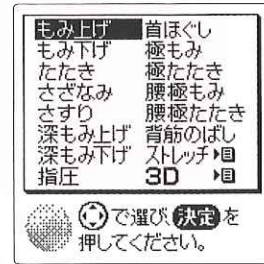 もみ上げ 首ほぐし
もみ下げ 極もみ
たたき 極たたき
さざなみ 腰極もみ
さすり 腰極たたき
深もみ上げ 背筋のばし
深もみ下げ ストレッチ
指圧 3D
で選び、決定を
押してください。